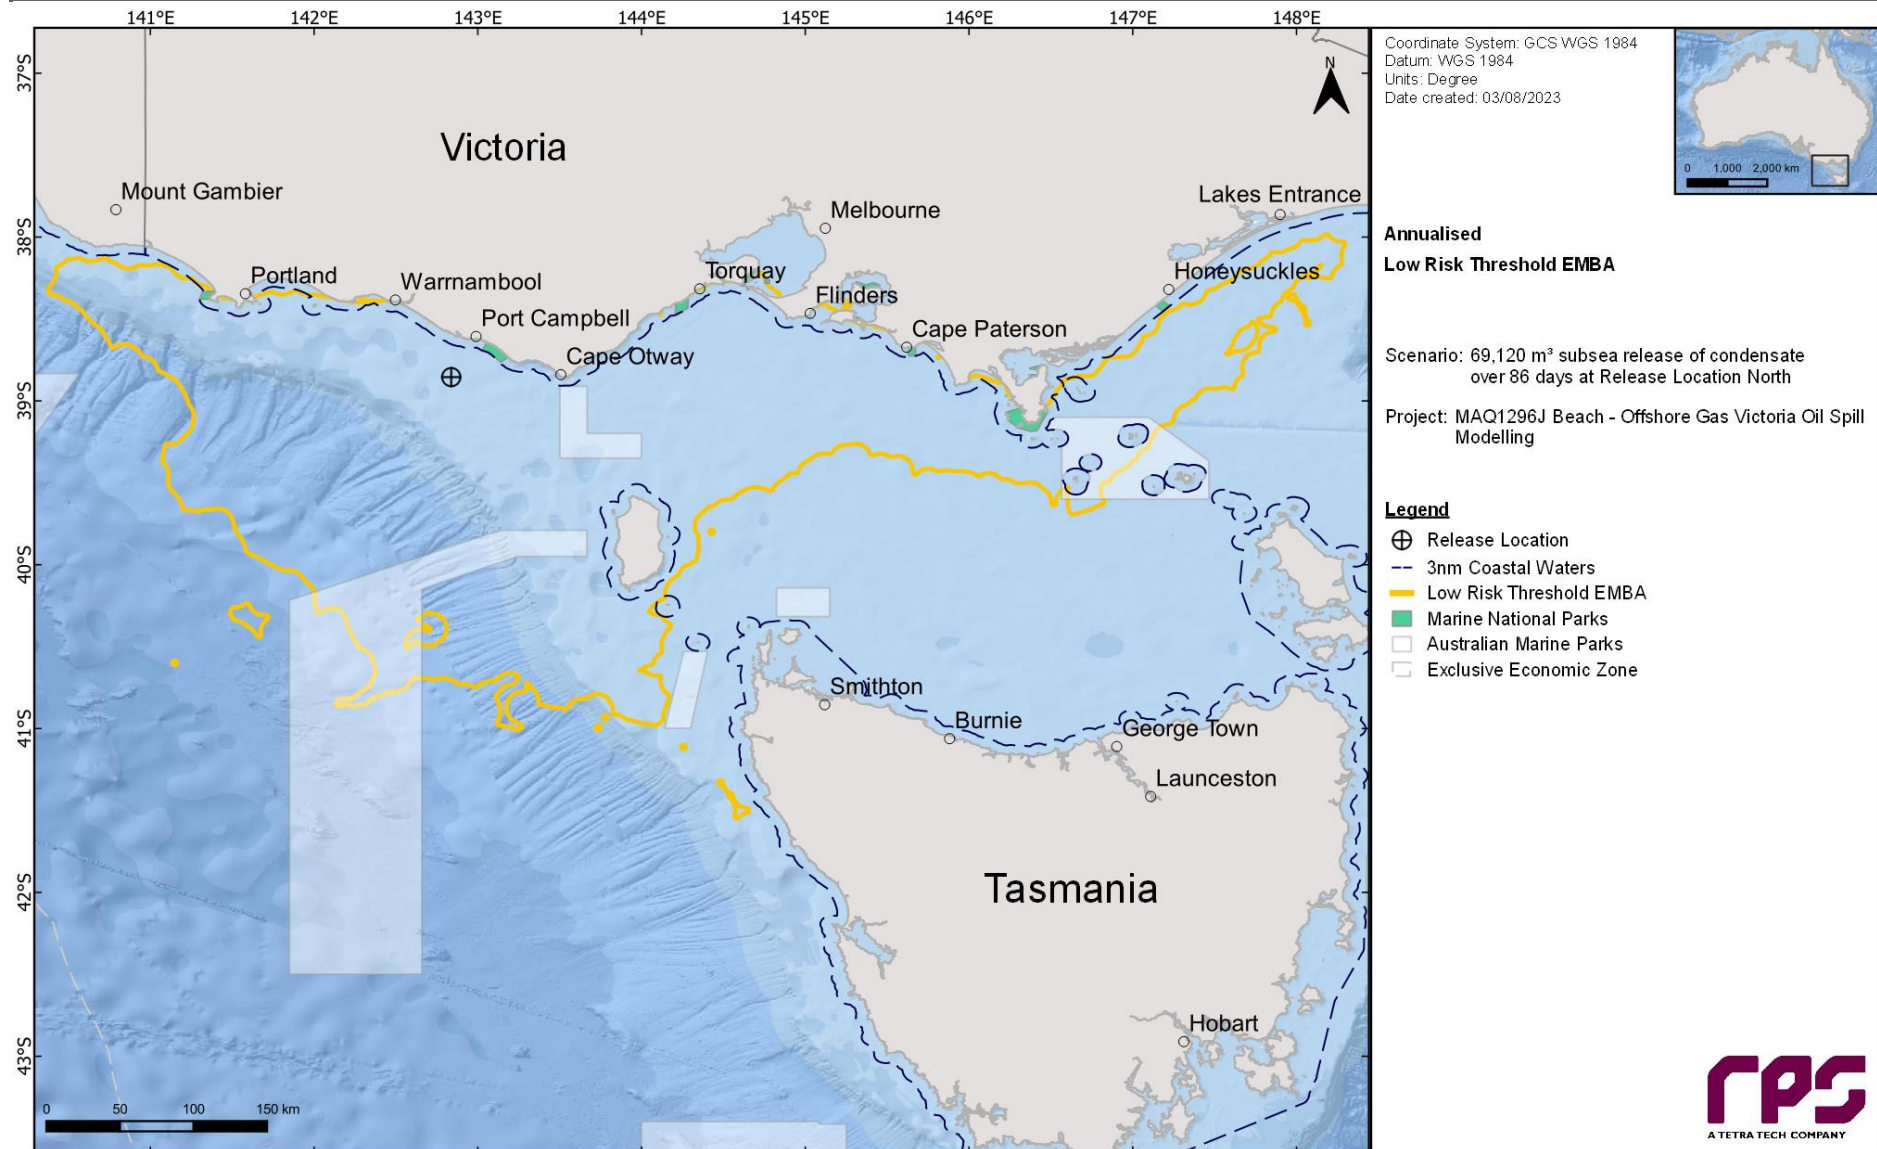 141°E 142°E 143°E 144°E 145°E 146°E 147°E 148°E
37°S
38°S
39°S
40°S
41°S
42°S
43°S
N
Victoria
Mount Gambier
Melbourne
Lakes Entrance
Portland
Warrnambool
Torquay
Honeysuckles
Flinders
Port Campbell
Cape Paterson
Cape Otway
Smithton
Burnie
George Town
Launceston
Tasmania
Hobart
0 50 100 150 km
Coordinate System: GCS WGS 1984
Datum: WGS 1984
Units: Degree
Date created: 03/08/2023
0 1,000 2,000 km
Annualised
Low Risk Threshold EMBA
Scenario: 69,120 m³ subsea release of condensate
over 86 days at Release Location North
Project: MAQ1296J Beach - Offshore Gas Victoria Oil Spill
Modelling
Legend
Release Location
3nm Coastal Waters
Low Risk Threshold EMBA
Marine National Parks
Australian Marine Parks
Exclusive Economic Zone
rps
A TETRA TECH COMPANY